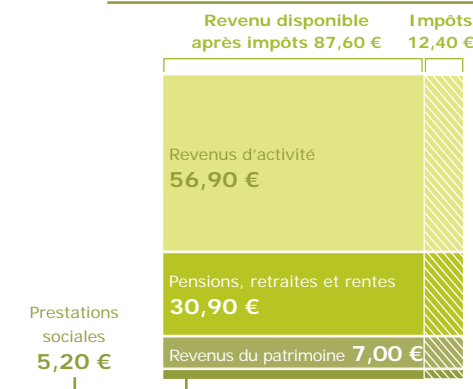 Revenu disponible
après impôts 87,60 €
Impôts
12,40 €
Revenus d'activité
56,90 €
Pensions, retraites et rentes
30,90 €
Revenus du patrimoine 7,00 €
Prestations
sociales
5,20 €